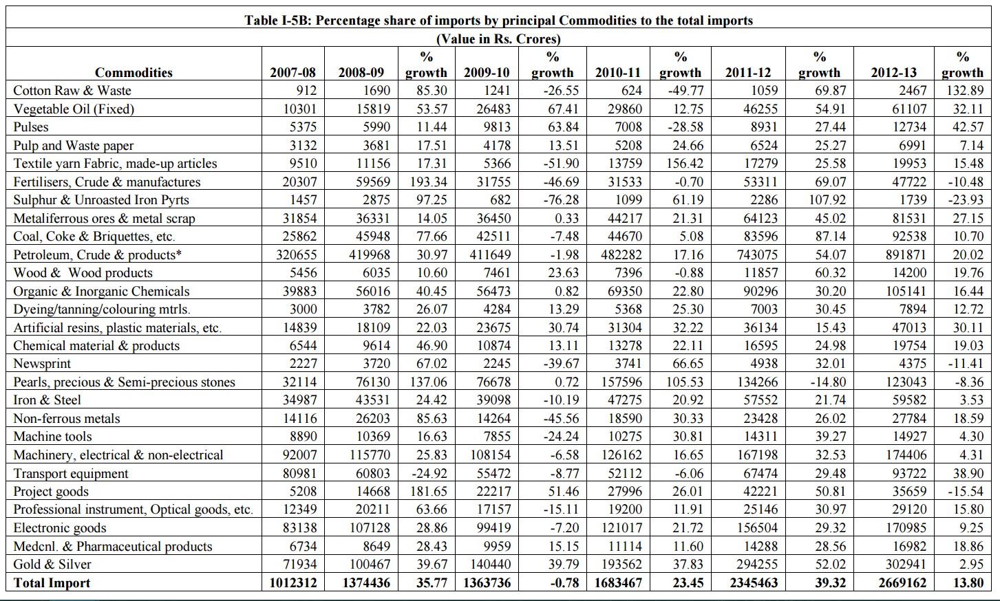 Table I-5B: Percentage share of imports by principal Commodities to the total imports
(Value in Rs. Crores)
Commodities 2007-08 2008-09 % growth 2009-10 % growth 2010-11 % growth 2011-12 % growth 2012-13 % growth
Cotton Raw & Waste 912 1690 85.30 1241 -26.55 624 -49.77 1059 69.87 2467 132.89
Vegetable Oil (Fixed) 10301 15819 53.57 26483 67.41 29860 12.75 46255 54.91 61107 32.11
Pulses 5375 5990 11.44 9813 63.84 7008 -28.58 8931 27.44 12734 42.57
Pulp and Waste paper 3132 3681 17.51 4178 13.51 5208 24.66 6524 25.27 6991 7.14
Textile yarn Fabric, made-up articles 9510 11156 17.31 5366 -51.90 13759 156.42 17279 25.58 19953 15.48
Fertilisers, Crude & manufactures 20307 59569 193.34 31755 -46.69 31533 -0.70 53311 69.07 47722 -10.48
Sulphur & Unroasted Iron Pyrts 1457 2875 97.25 682 -76.28 1099 61.19 2286 107.92 1739 -23.93
Metaliferrous ores & metal scrap 31854 36331 14.05 36450 0.33 44217 21.31 64123 45.02 81531 27.15
Coal, Coke & Briquettes, etc. 25862 45948 77.66 42511 -7.48 44670 5.08 83596 87.14 92538 10.70
Petroleum, Crude & products* 320655 419968 30.97 411649 -1.98 482282 17.16 743075 54.07 891871 20.02
Wood & Wood products 5456 6035 10.60 7461 23.63 7396 -0.88 11857 60.32 14200 19.76
Organic & Inorganic Chemicals 39883 56016 40.45 56473 0.82 69350 22.80 90296 30.20 105141 16.44
Dyeing/tanning/colouring mtrls. 3000 3782 26.07 4284 13.29 5368 25.30 7003 30.45 7894 12.72
Artificial resins, plastic materials, etc. 14839 18109 22.03 23675 30.74 31304 32.22 36134 15.43 47013 30.11
Chemical material & products 6544 9614 46.90 10874 13.11 13278 22.11 16595 24.98 19754 19.03
Newsprint 2227 3720 67.02 2245 -39.67 3741 66.65 4938 32.01 4375 -11.41
Pearls, precious & Semi-precious stones 32114 76130 137.06 76678 0.72 157596 105.53 134266 -14.80 123043 -8.36
Iron & Steel 34987 43531 24.42 39098 -10.19 47275 20.92 57552 21.74 59582 3.53
Non-ferrous metals 14116 26203 85.63 14264 -45.56 18590 30.33 23428 26.02 27784 18.59
Machine tools 8890 10369 16.63 7855 -24.24 10275 30.81 14311 39.27 14927 4.30
Machinery, electrical & non-electrical 92007 115770 25.83 108154 -6.58 126162 16.65 167198 32.53 174406 4.31
Transport equipment 80981 60803 -24.92 55472 -8.77 52112 -6.06 67474 29.48 93722 38.90
Project goods 5208 14668 181.65 22217 51.46 27996 26.01 42221 50.81 35659 -15.54
Professional instrument, Optical goods, etc. 12349 20211 63.66 17157 -15.11 19200 11.91 25146 30.97 29120 15.80
Electronic goods 83138 107128 28.86 99419 -7.20 121017 21.72 156504 29.32 170985 9.25
Medcnl. & Pharmaceutical products 6734 8649 28.43 9959 15.15 11114 11.60 14288 28.56 16982 18.86
Gold & Silver 71934 100467 39.67 140440 39.79 193562 37.83 294255 52.02 302941 2.95
Total Import 1012312 1374436 35.77 1363736 -0.78 1683467 23.45 2345463 39.32 2669162 13.80